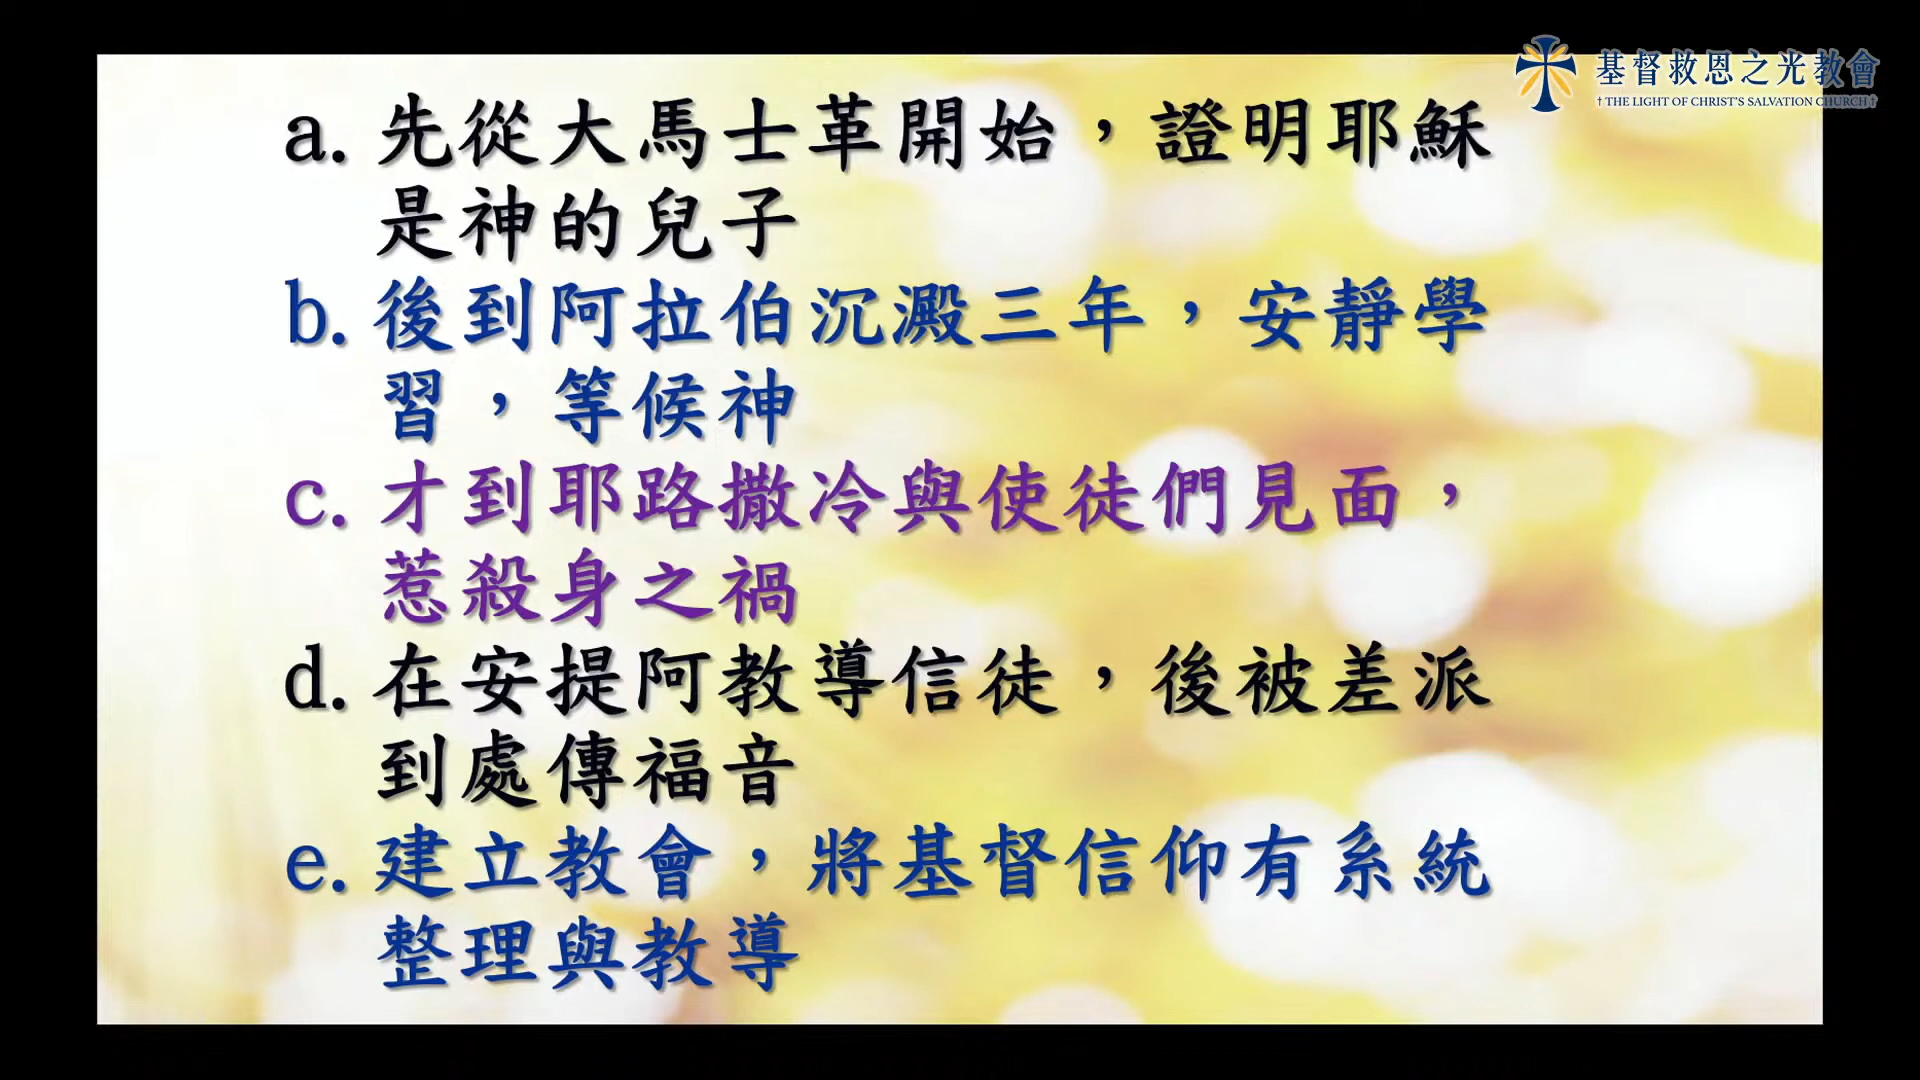 基督救恩之光教會
†THE LIGHT OF CHRIST'S SALVATION CHURCH†
a. 先從大馬士革開始，證明耶穌
是神的兒子
b. 後到阿拉伯沉澱三年，安靜學
習，等候神
c. 才到耶路撒冷與使徒們見面，
惹殺身之禍
d. 在安提阿教導信徒，後被差派
到處傳福音
e. 建立教會，將基督信仰有系統
整理與教導